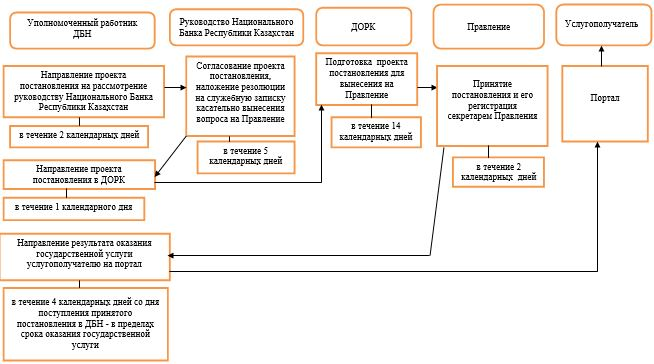 Уполномоченный работник
ДБН
Руководство Национального
Банка Республики Казахстан
ДОРК
Правление
Услугополучатель
Направление проекта
постановления на рассмотрение
руководству Национального Банка
Республики Казахстан
в течение 2 календарных дней
Согласование проекта
постановления,
наложение резолюции
на служебную записку
касательно вынесения
вопроса на Правление
в течение 5
календарных дней
Подготовка проекта
постановления для
вынесения на
Правление
в течение 14
календарных дней
Принятие
постановления и его
регистрация
секретарем Правления
в течение 2
календарных дней
Портал
Направление проекта
постановления в ДОРК
в течение 1 календарного дня
Направление результата оказания
государственной услуги
услугополучателю на портал
в течение 4 календарных дней со дня
поступления принятого
постановления в ДБН - в пределах
срока оказания государственной
услуги